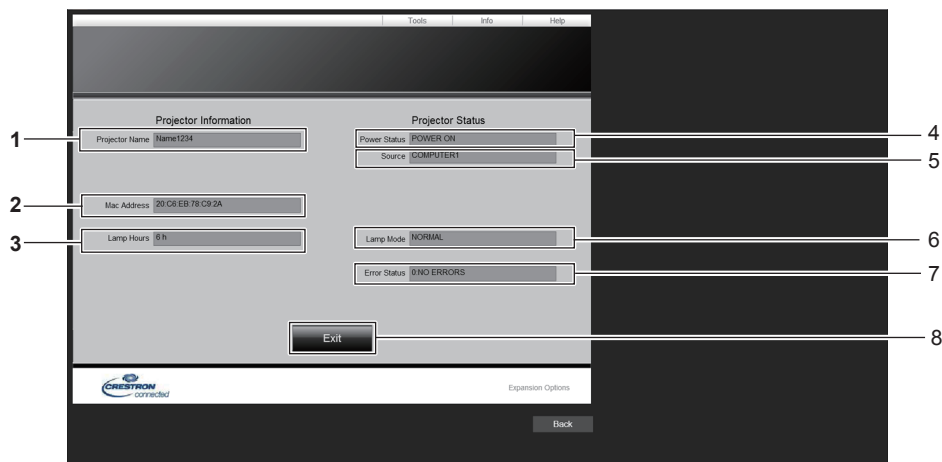 Tools Info Help
Projector Information
Projector Status
1 Projector Name Name1234
Power Status POWER ON 4
Source COMPUTER1 5
2 Mac Address 20:C6:EB:78:C9:2A
3 Lamp Hours 6 h
Lamp Mode NORMAL 6
Error Status 0:NO ERRORS 7
Exit 8
CRESTRON
connected
Expansion Options
Back